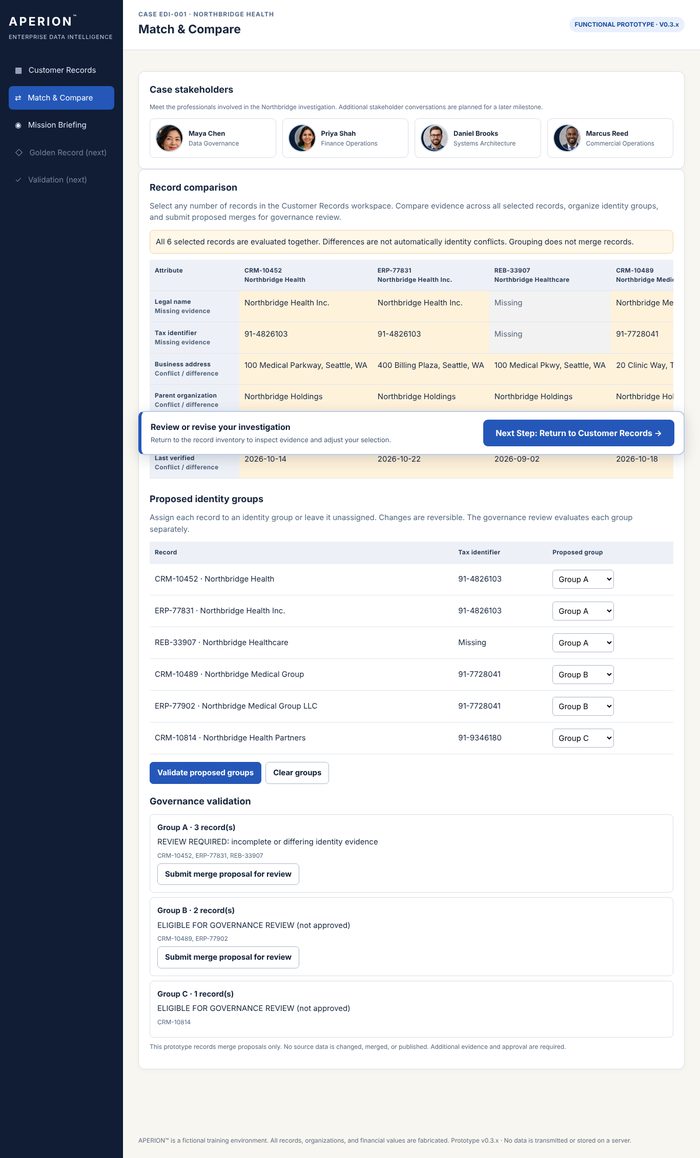 APERION™
ENTERPRISE DATA INTELLIGENCE
Customer Records
Match & Compare
Mission Briefing
Golden Record (next)
Validation (next)
CASE EDI-001 · NORTHBRIDGE HEALTH
Match & Compare
FUNCTIONAL PROTOTYPE · V0.3.x
Case stakeholders
Meet the professionals involved in the Northbridge investigation. Additional stakeholder conversations are planned for a later milestone.
Maya Chen
Data Governance
Priya Shah
Finance Operations
Daniel Brooks
Systems Architecture
Marcus Reed
Commercial Operations
Record comparison
Select any number of records in the Customer Records workspace. Compare evidence across all selected records, organize identity groups,
and submit proposed merges for governance review.
All 6 selected records are evaluated together. Differences are not automatically identity conflicts. Grouping does not merge records.
Attribute CRM-10452 ERP-77831 REB-33907 CRM-10489
Northbridge Health Northbridge Health Inc. Northbridge Healthcare Northbridge Medic
Legal name Northbridge Health Inc. Northbridge Health Inc. Missing Northbridge Me
Missing evidence
Tax identifier 91-4826103 91-4826103 Missing 91-7728041
Missing evidence
Business address 100 Medical Parkway, Seattle, WA 400 Billing Plaza, Seattle, WA 100 Medical Pkwy, Seattle, WA 20 Clinic Way, T
Conflict / difference
Parent organization Northbridge Holdings Northbridge Holdings Northbridge Holdings Northbridge Hol
Conflict / difference
Review or revise your investigation
Return to the record inventory to inspect evidence and adjust your selection.
Next Step: Return to Customer Records →
Last verified 2026-10-14 2026-10-22 2026-09-02 2026-10-18
Conflict / difference
Proposed identity groups
Assign each record to an identity group or leave it unassigned. Changes are reversible. The governance review evaluates each group
separately.
Record Tax identifier Proposed group
CRM-10452 · Northbridge Health 91-4826103 Group A
ERP-77831 · Northbridge Health Inc. 91-4826103 Group A
REB-33907 · Northbridge Healthcare Missing Group A
CRM-10489 · Northbridge Medical Group 91-7728041 Group B
ERP-77902 · Northbridge Medical Group LLC 91-7728041 Group B
CRM-10814 · Northbridge Health Partners 91-9346180 Group C
Validate proposed groups Clear groups
Governance validation
Group A · 3 record(s)
REVIEW REQUIRED: incomplete or differing identity evidence
CRM-10452, ERP-77831, REB-33907
Submit merge proposal for review
Group B · 2 record(s)
ELIGIBLE FOR GOVERNANCE REVIEW (not approved)
CRM-10489, ERP-77902
Submit merge proposal for review
Group C · 1 record(s)
ELIGIBLE FOR GOVERNANCE REVIEW (not approved)
CRM-10814
This prototype records merge proposals only. No source data is changed, merged, or published. Additional evidence and approval are required.
APERION™ is a fictional training environment. All records, organizations, and financial values are fabricated. Prototype v0.3.x · No data is transmitted or stored on a server.